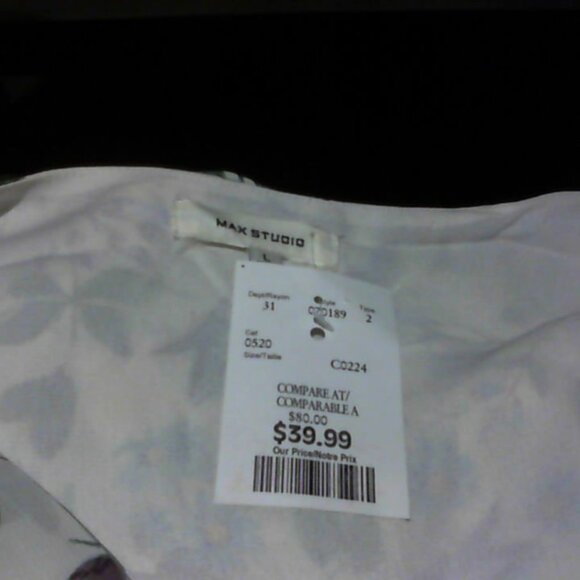 MAX STUDIO
L
Dept/Rayon Style Type
31 020189 2
Cat
0520
Size/Taille C0224
COMPARE AT/
COMPARABLE A
$80.00
$39.99
Our Price/Notre Prix